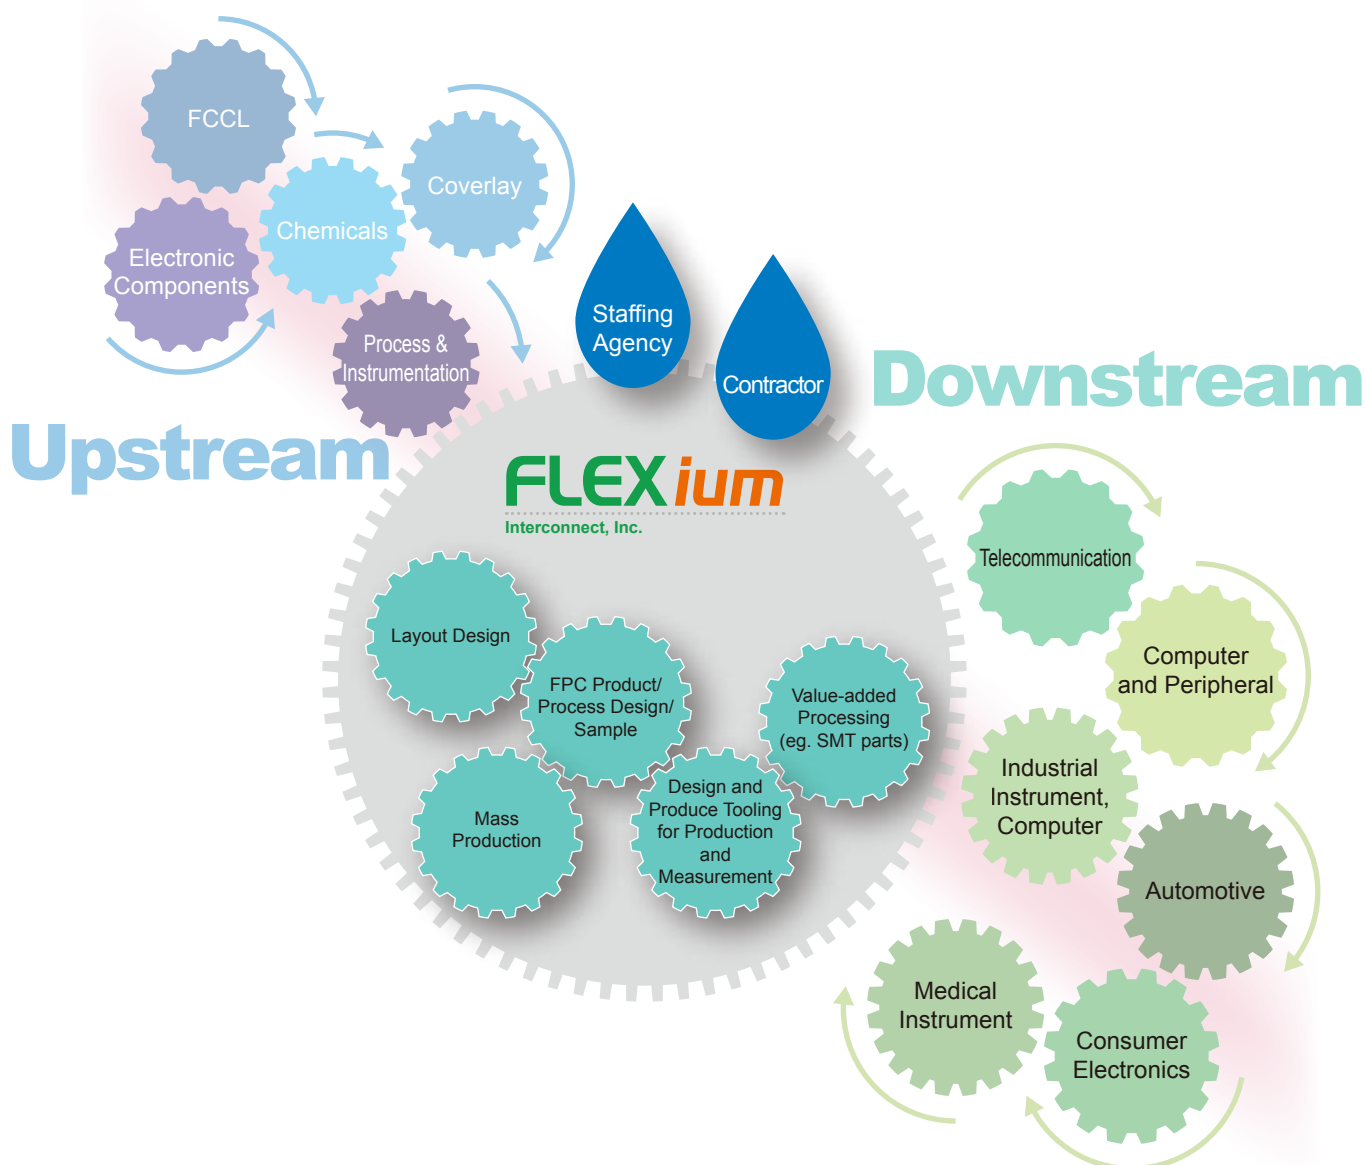 FCCL
Coverlay
Chemicals
Electronic
Components
Process &
Instrumentation
Upstream
Staffing
Agency
Contractor
Downstream
FLEXium
Interconnect, Inc.
Layout Design
FPC Product/
Process Design/
Sample
Value-added
Processing
(eg. SMT parts)
Mass
Production
Design and
Produce Tooling
for Production
and
Measurement
Telecommunication
Computer
and Peripheral
Industrial
Instrument,
Computer
Automotive
Medical
Instrument
Consumer
Electronics